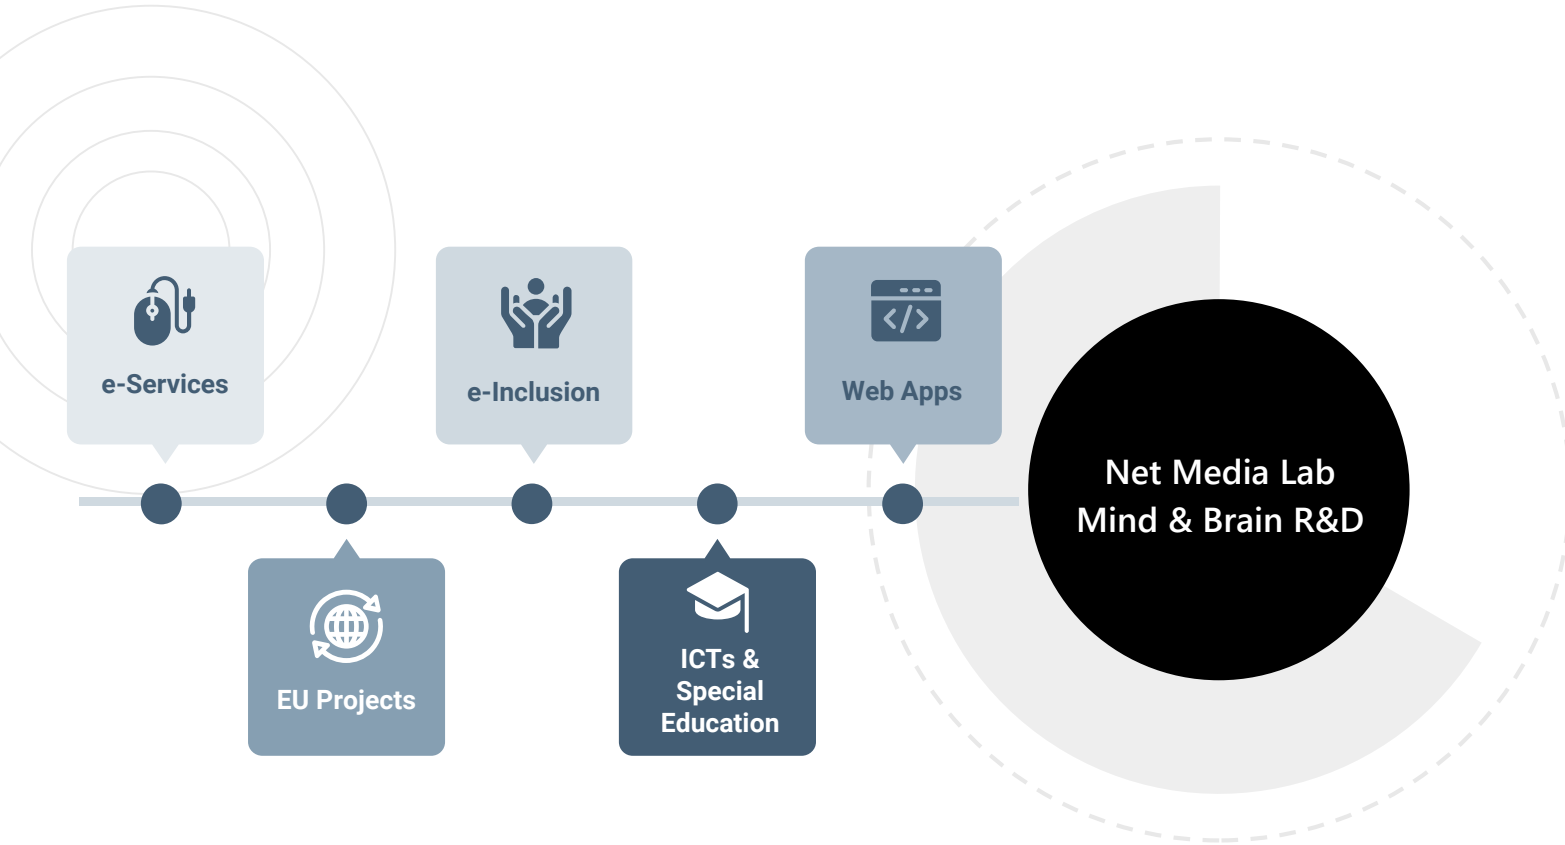 e-Services
e-Inclusion
Web Apps
Net Media Lab
Mind & Brain R&D
EU Projects
ICTs &
Special
Education